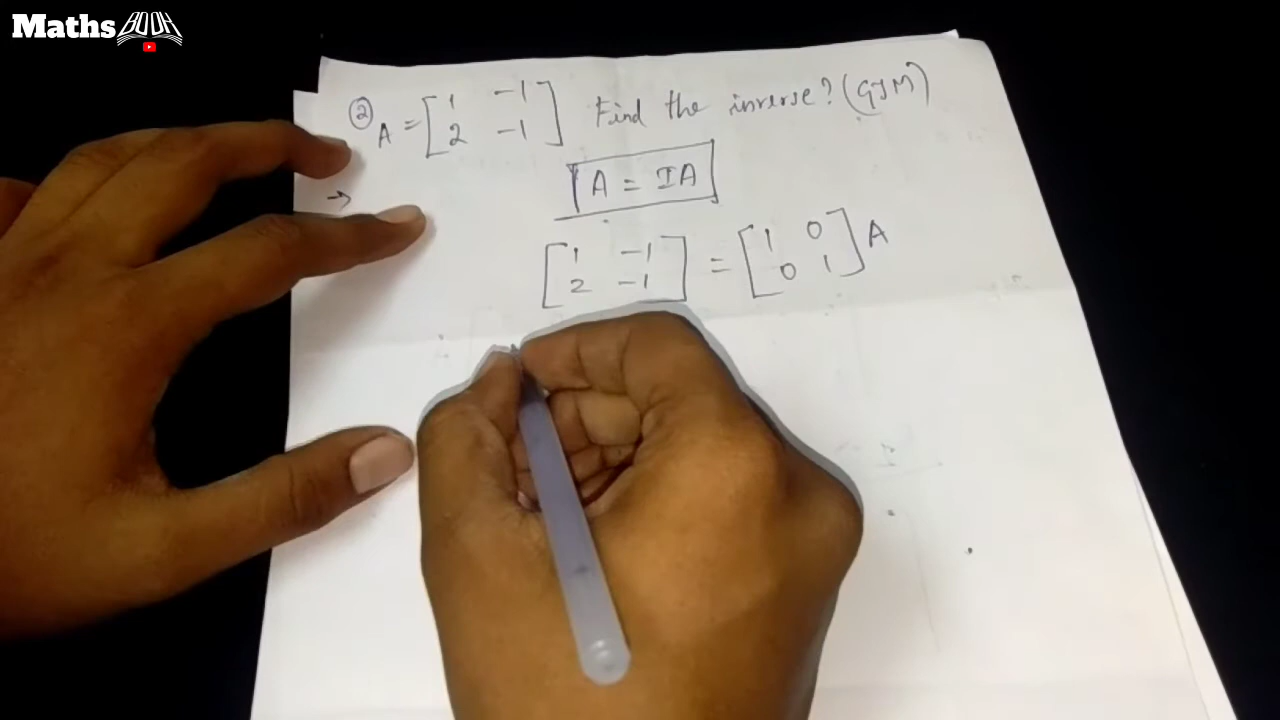 Maths BOOK
② A = [1 -1] Find the inverse? (GJM)
[2 -1]
→ A = IA
[1 -1] = [1 0] A
[2 -1] [0 1]